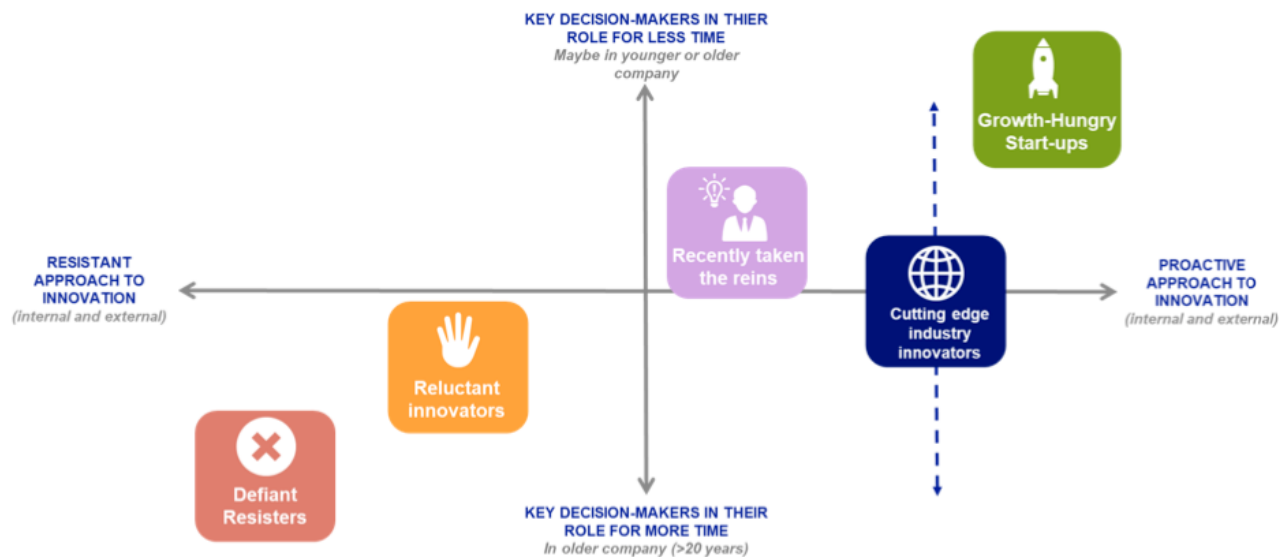 KEY DECISION-MAKERS IN THIER
ROLE FOR LESS TIME
Maybe in younger or older
company
Growth-Hungry
Start-ups
Recently taken
the reins
RESISTANT
APPROACH TO
INNOVATION
(internal and external)
Cutting edge
industry
innovators
PROACTIVE
APPROACH TO
INNOVATION
(internal and external)
Reluctant
innovators
Defiant
Resisters
KEY DECISION-MAKERS IN THEIR
ROLE FOR MORE TIME
In older company (>20 years)